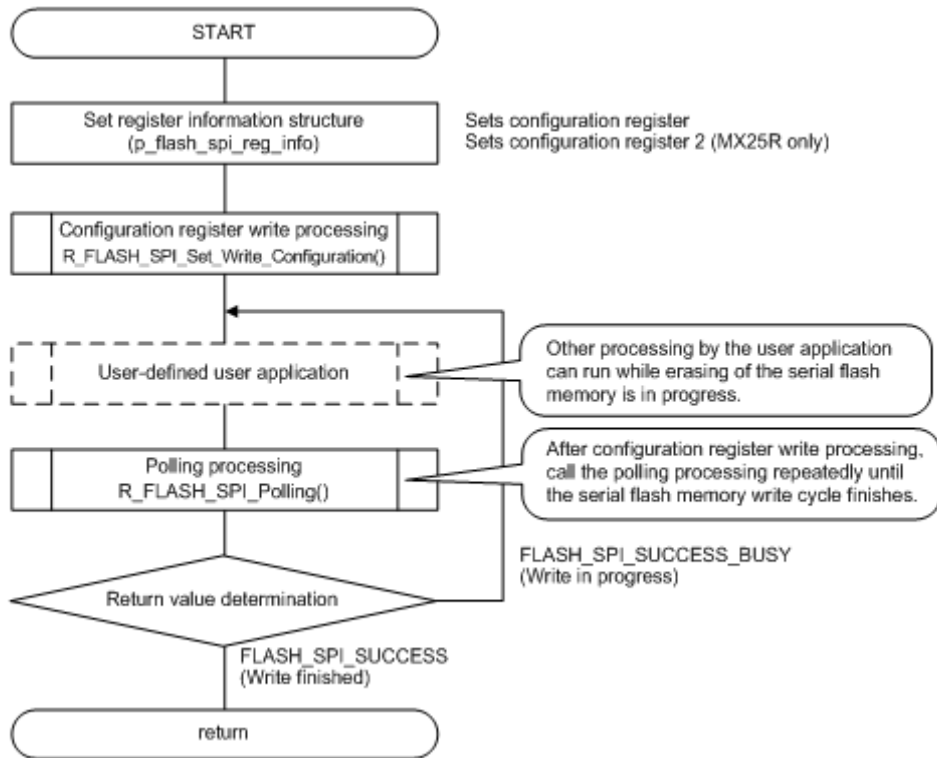 START
Set register information structure
(p_flash_spi_reg_info)
Sets configuration register
Sets configuration register 2 (MX25R only)
Configuration register write processing
R_FLASH_SPI_Set_Write_Configuration()
User-defined user application
Other processing by the user application
can run while erasing of the serial flash
memory is in progress.
Polling processing
R_FLASH_SPI_Polling()
After configuration register write processing,
call the polling processing repeatedly until
the serial flash memory write cycle finishes.
Return value determination
FLASH_SPI_SUCCESS_BUSY
(Write in progress)
FLASH_SPI_SUCCESS
(Write finished)
return